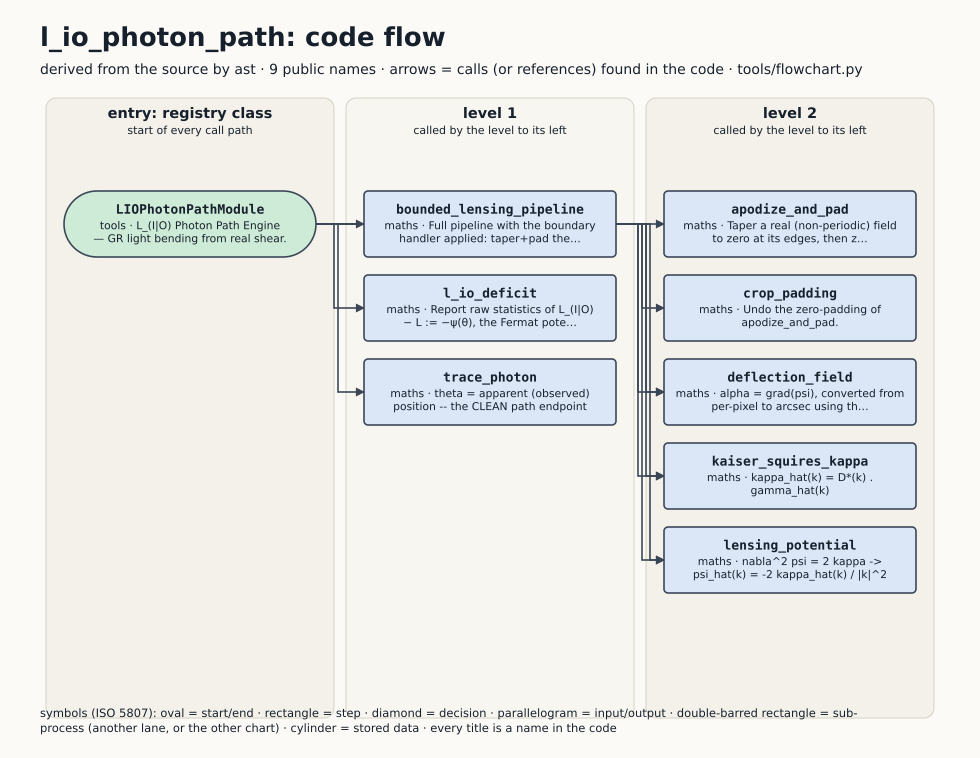 l_io_photon_path: code flow
derived from the source by ast · 9 public names · arrows = calls (or references) found in the code · tools/flowchart.py
entry: registry class
start of every call path
LIOPhotonPathModule
tools · L_(I|O) Photon Path Engine
— GR light bending from real shear.
level 1
called by the level to its left
bounded_lensing_pipeline
maths · Full pipeline with the boundary
handler applied: taper+pad the…
l_io_deficit
maths · Report raw statistics of L_(I|O)
− L := −ψ(θ), the Fermat pote…
trace_photon
maths · theta = apparent (observed)
position -- the CLEAN path endpoint
level 2
called by the level to its left
apodize_and_pad
maths · Taper a real (non-periodic) field
to zero at its edges, then z…
crop_padding
maths · Undo the zero-padding of
apodize_and_pad.
deflection_field
maths · alpha = grad(psi), converted from
per-pixel to arcsec using th…
kaiser_squires_kappa
maths · kappa_hat(k) = D*(k) .
gamma_hat(k)
lensing_potential
maths · nabla^2 psi = 2 kappa ->
psi_hat(k) = -2 kappa_hat(k) / |k|^2
symbols (ISO 5807): oval = start/end · rectangle = step · diamond = decision · parallelogram = input/output · double-barred rectangle = sub-
process (another lane, or the other chart) · cylinder = stored data · every title is a name in the code